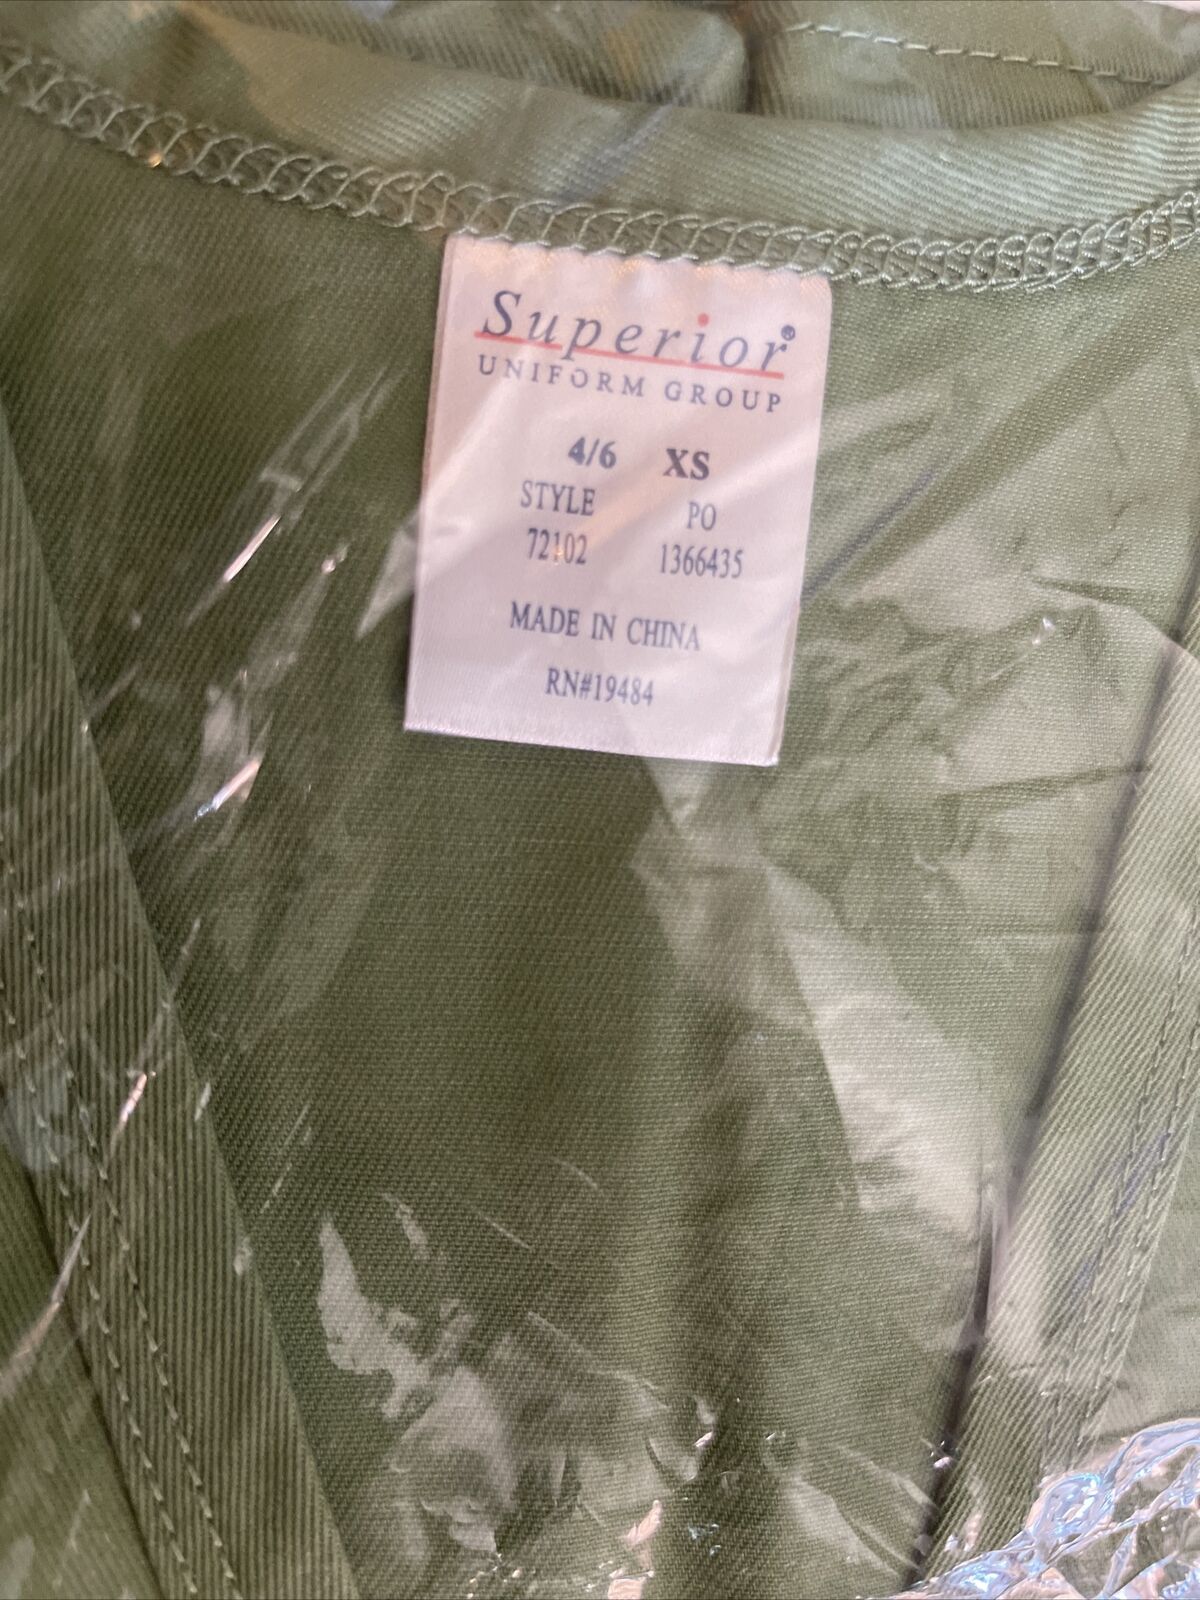 Superior®
UNIFORM GROUP
4/6 XS
STYLE PO
72102 1366435
MADE IN CHINA
RN#19484